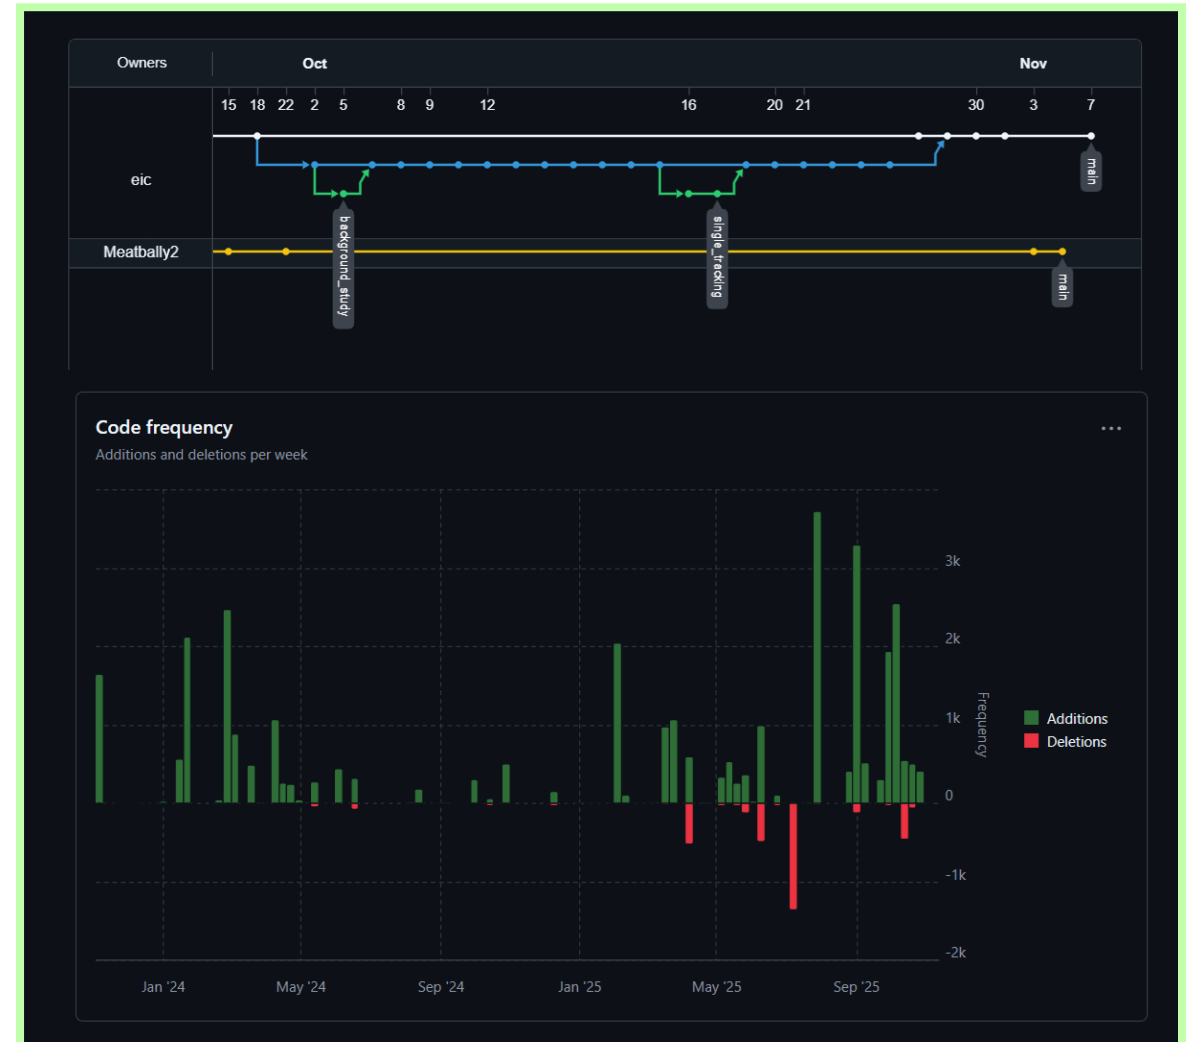 Owners Oct Nov
15 18 22 2 5 8 9 12 16 20 21 30 3 7
eic
main
background_study
single_tracking
Meatbally2
main
Code frequency
Additions and deletions per week
3k
2k
1k
0
-1k
-2k
Frequency
Additions
Deletions
Jan '24 May '24 Sep '24 Jan '25 May '25 Sep '25